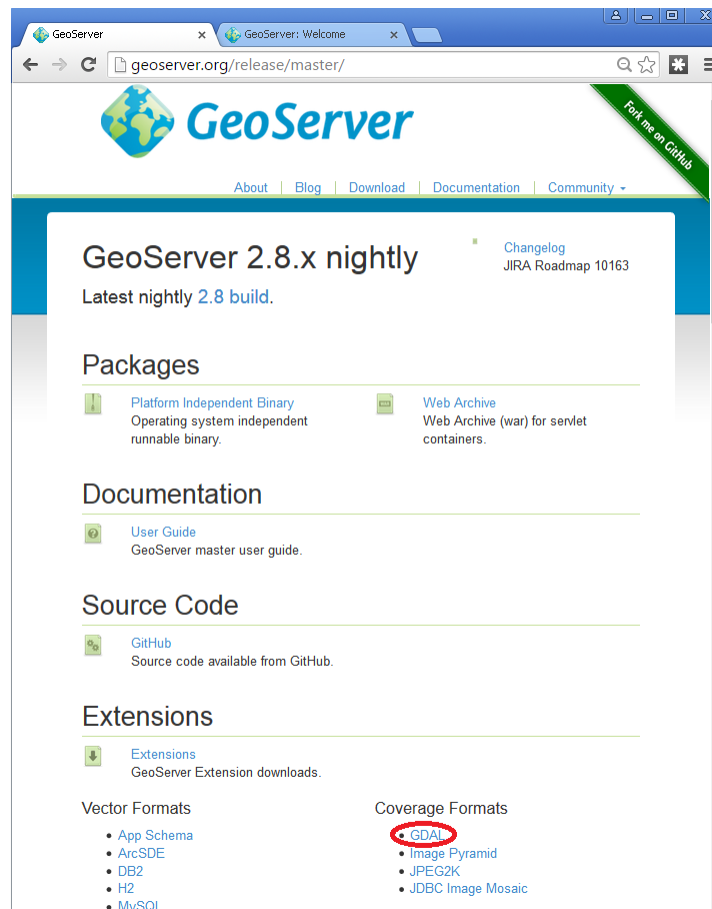 GeoServer
GeoServer: Welcome
geoserver.org/release/master/
GeoServer
Fork me on GitHub
About | Blog | Download | Documentation | Community
GeoServer 2.8.x nightly
Changelog
JIRA Roadmap 10163
Latest nightly 2.8 build.
Packages
Platform Independent Binary
Operating system independent
runnable binary.
Web Archive
Web Archive (war) for servlet
containers.
Documentation
User Guide
GeoServer master user guide.
Source Code
GitHub
Source code available from GitHub.
Extensions
Extensions
GeoServer Extension downloads.
Vector Formats
• App Schema
• ArcSDE
• DB2
• H2
• MySQL
Coverage Formats
• GDAL
• Image Pyramid
• JPEG2K
• JDBC Image Mosaic